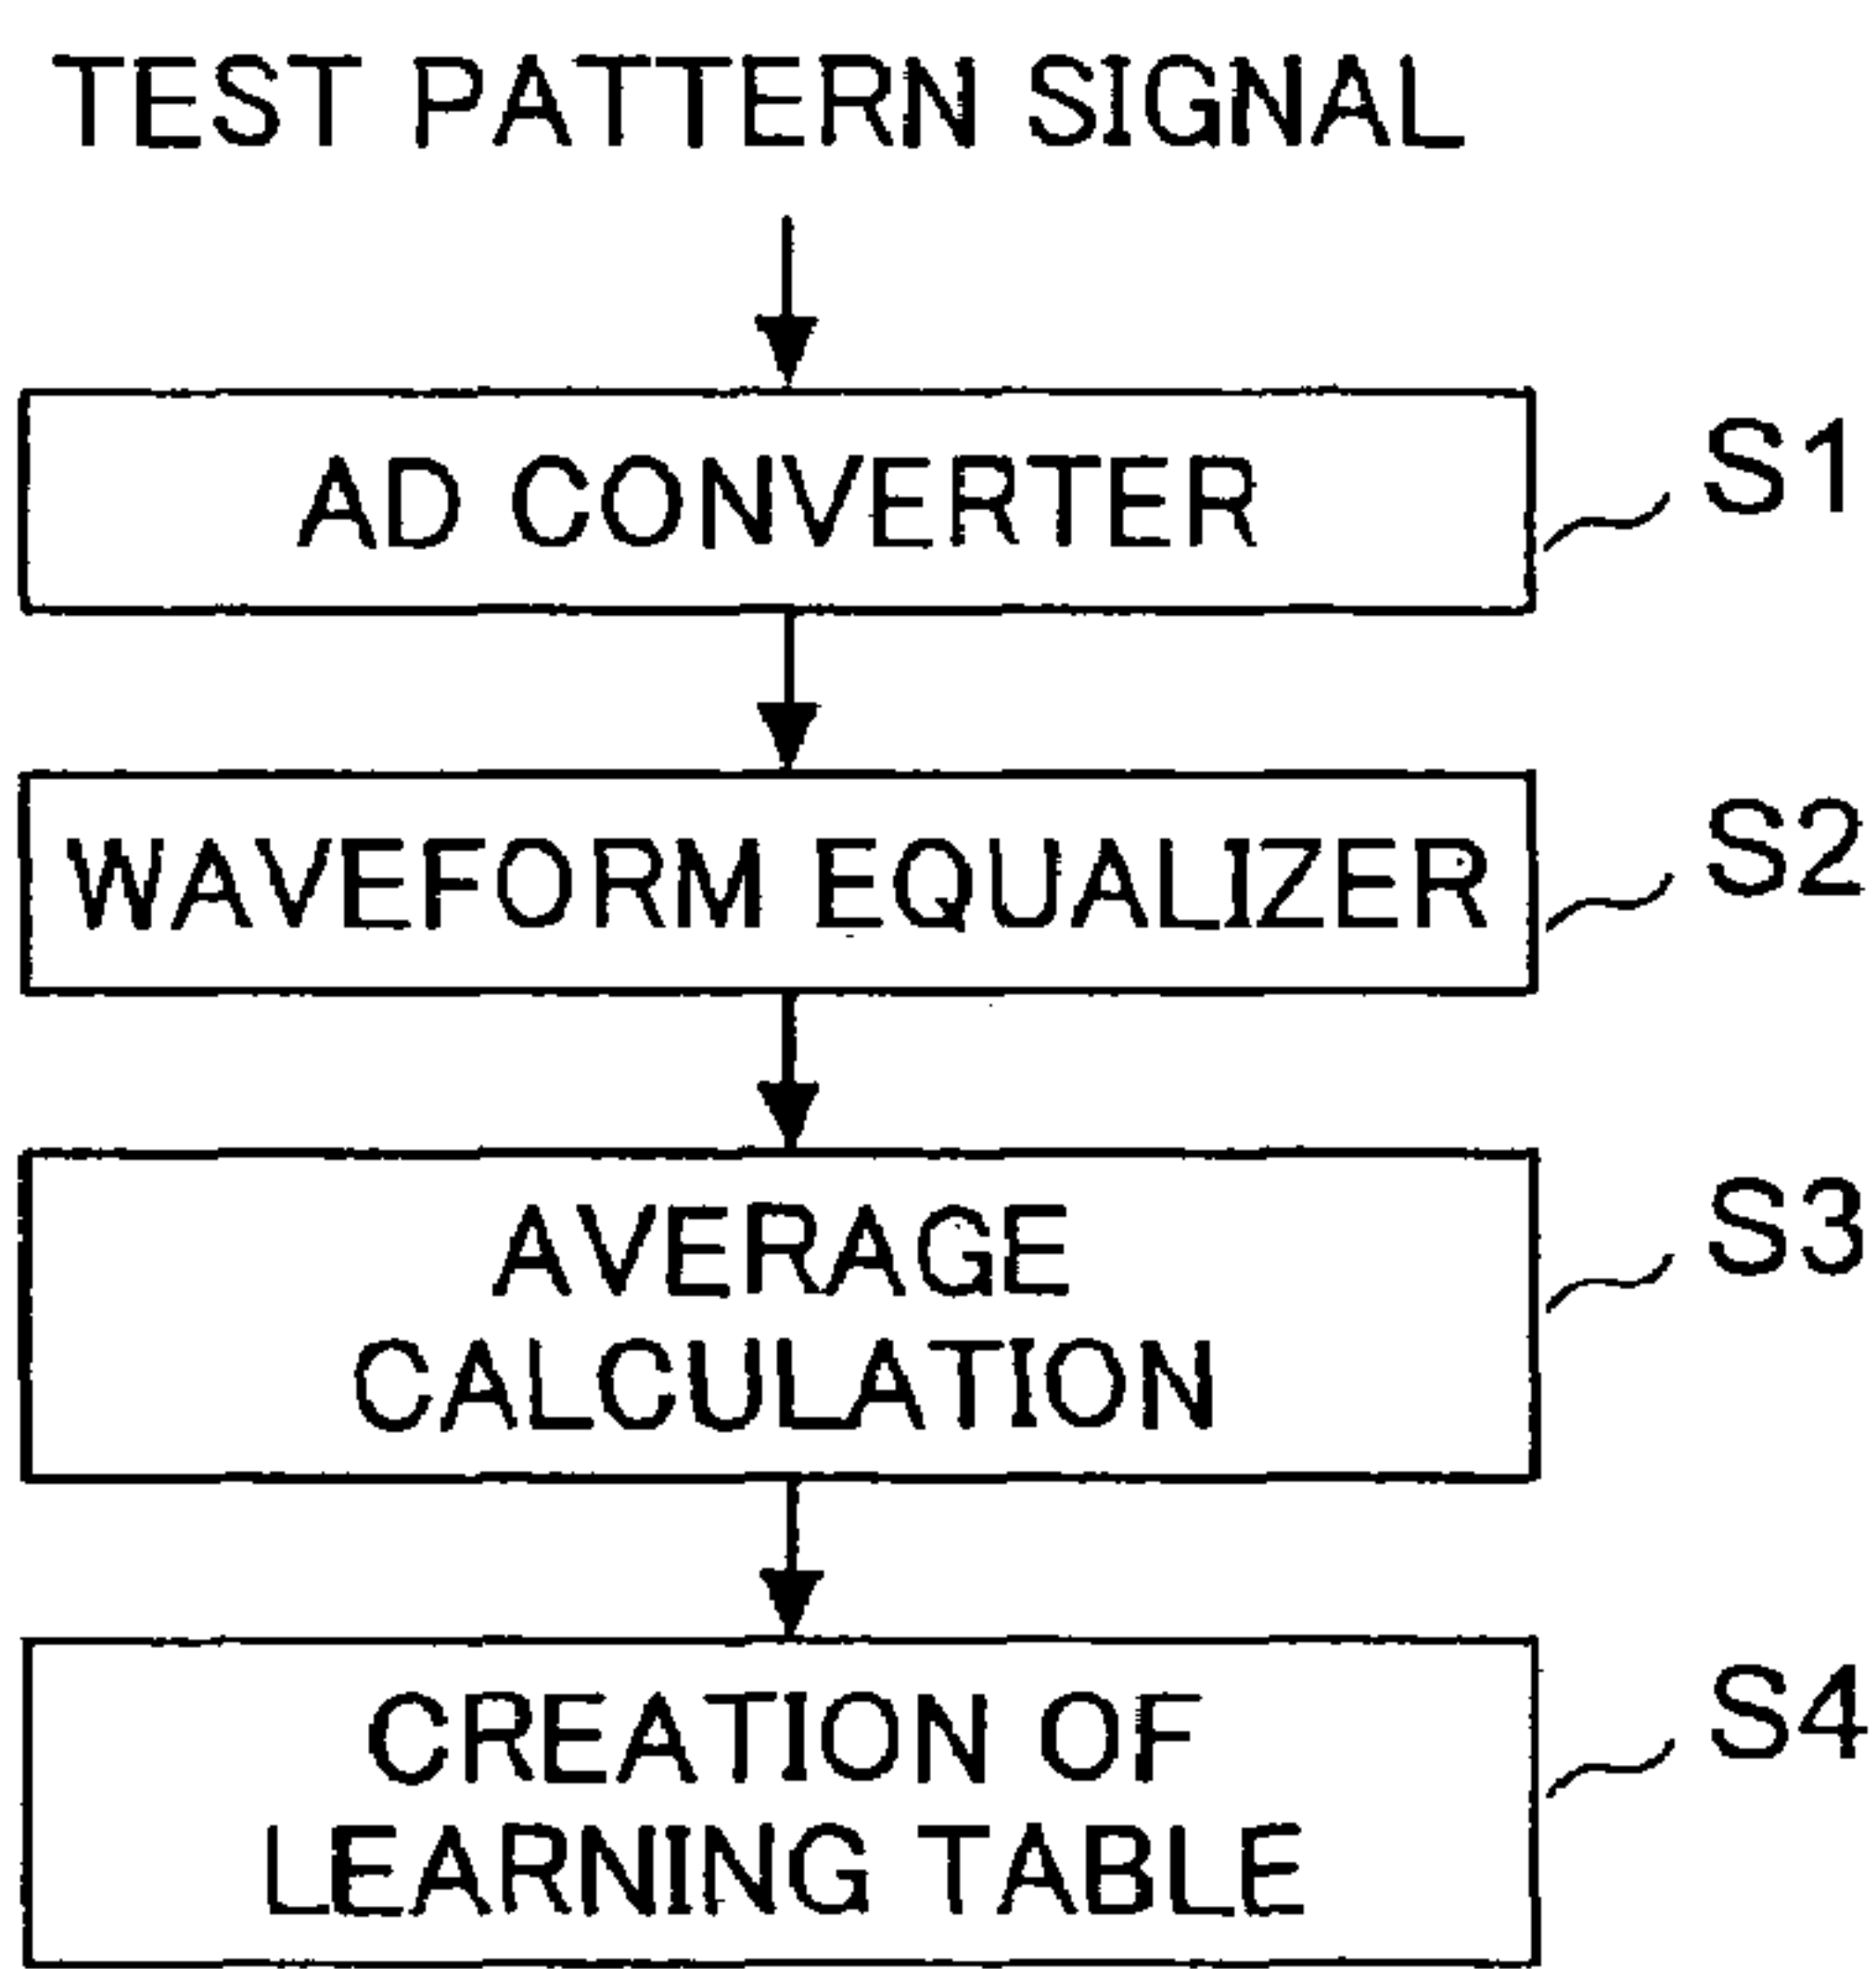 TEST PATTERN SIGNAL
AD CONVERTER
S1
WAVEFORM EQUALIZER
S2
AVERAGE
CALCULATION
S3
CREATION OF
LEARNING TABLE
S4